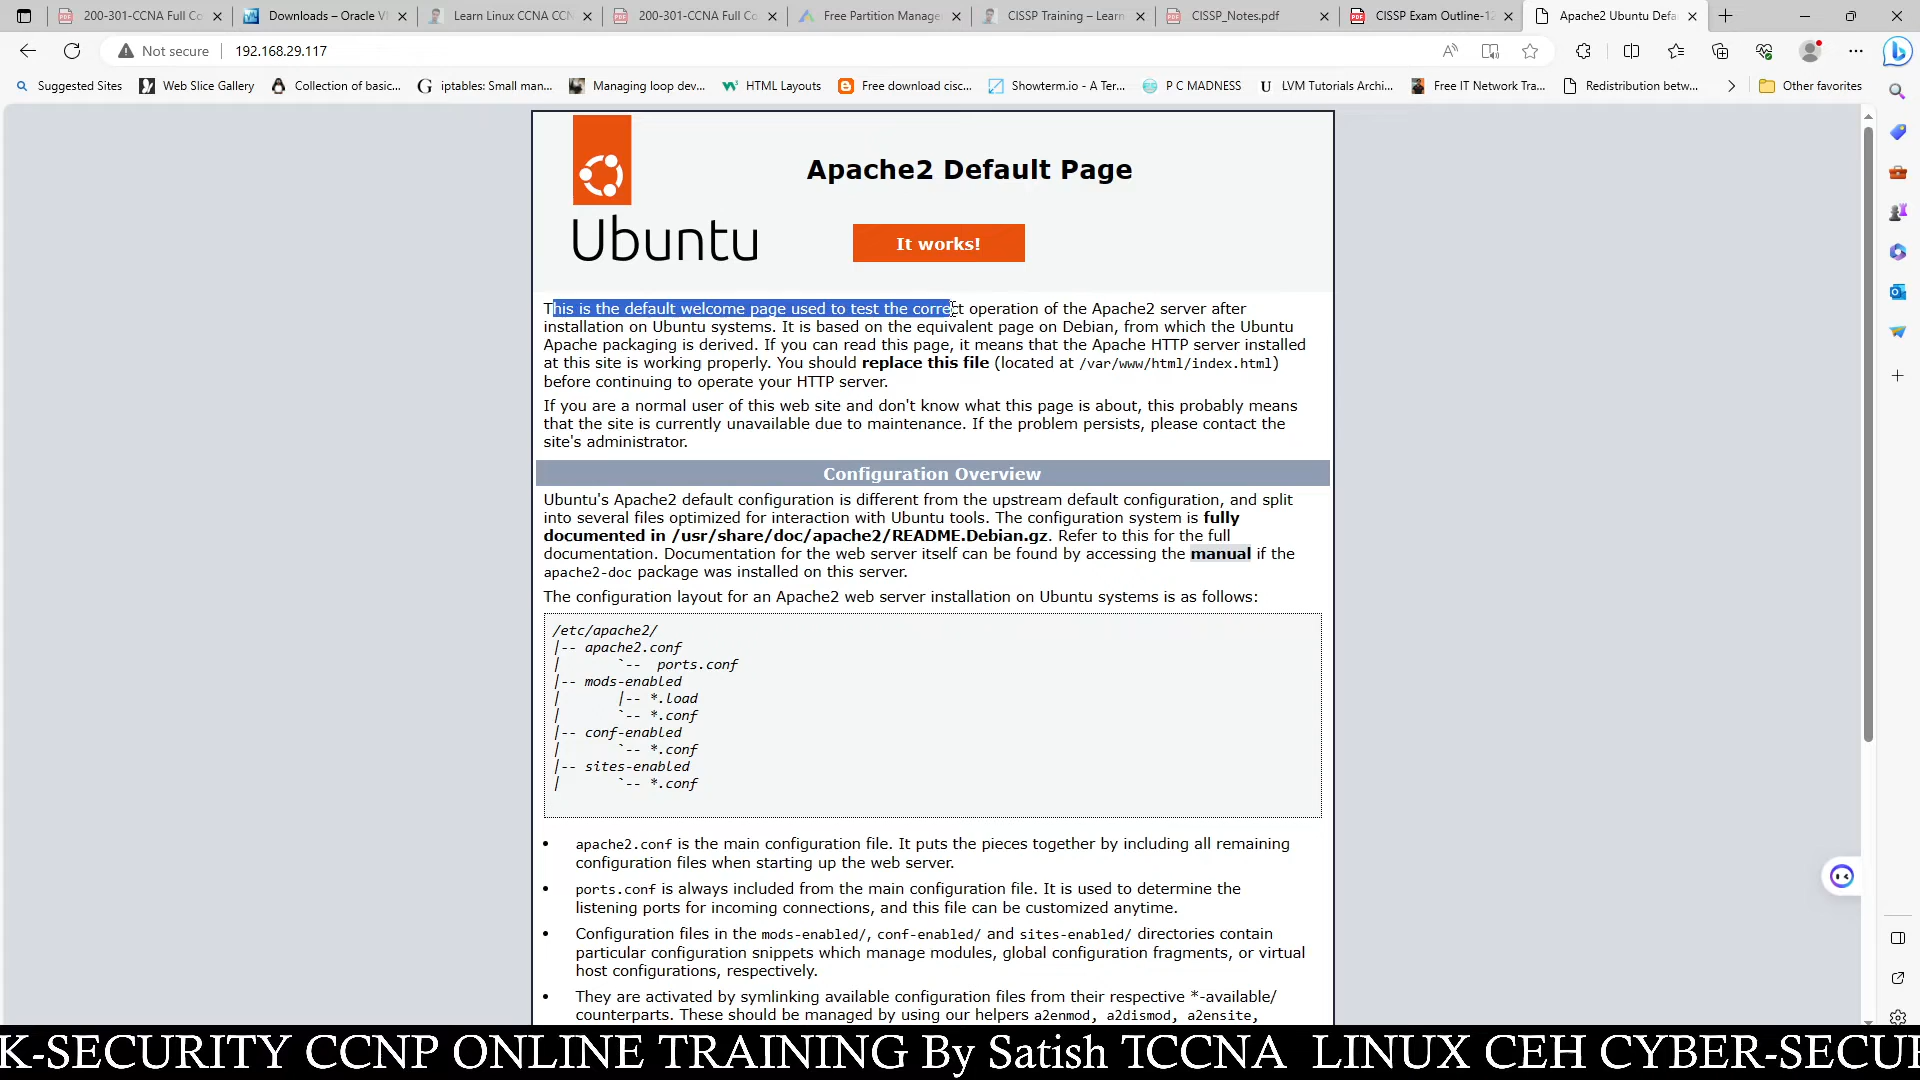 200-301-CCNA Full Co
Downloads – Oracle VI
Learn Linux CCNA CCN
200-301-CCNA Full Co
Free Partition Manage
CISSP Training – Learn
CISSP_Notes.pdf
CISSP Exam Outline-12
Apache2 Ubuntu Defa
Not secure
192.168.29.117
Suggested Sites
Web Slice Gallery
Collection of basic...
iptables: Small man...
Managing loop dev...
HTML Layouts
Free download cisc...
Showterm.io - A Ter...
P C MADNESS
LVM Tutorials Archi...
Free IT Network Tra...
Redistribution betw...
Other favorites
Apache2 Default Page
Ubuntu
It works!
This is the default welcome page used to test the correct operation of the Apache2 server after
installation on Ubuntu systems. It is based on the equivalent page on Debian, from which the Ubuntu
Apache packaging is derived. If you can read this page, it means that the Apache HTTP server installed
at this site is working properly. You should replace this file (located at /var/www/html/index.html)
before continuing to operate your HTTP server.
If you are a normal user of this web site and don't know what this page is about, this probably means
that the site is currently unavailable due to maintenance. If the problem persists, please contact the
site's administrator.
Configuration Overview
Ubuntu's Apache2 default configuration is different from the upstream default configuration, and split
into several files optimized for interaction with Ubuntu tools. The configuration system is fully
documented in /usr/share/doc/apache2/README.Debian.gz. Refer to this for the full
documentation. Documentation for the web server itself can be found by accessing the manual if the
apache2-doc package was installed on this server.
The configuration layout for an Apache2 web server installation on Ubuntu systems is as follows:
/etc/apache2/
|-- apache2.conf
|       `--  ports.conf
|-- mods-enabled
|       |-- *.load
|       `-- *.conf
|-- conf-enabled
|       `-- *.conf
|-- sites-enabled
|       `-- *.conf
• apache2.conf is the main configuration file. It puts the pieces together by including all remaining
configuration files when starting up the web server.
• ports.conf is always included from the main configuration file. It is used to determine the
listening ports for incoming connections, and this file can be customized anytime.
• Configuration files in the mods-enabled/, conf-enabled/ and sites-enabled/ directories contain
particular configuration snippets which manage modules, global configuration fragments, or virtual
host configurations, respectively.
• They are activated by symlinking available configuration files from their respective *-available/
counterparts. These should be managed by using our helpers a2enmod, a2dismod, a2ensite,
K-SECURITY CCNP ONLINE TRAINING By Satish TCCNA LINUX CEH CYBER-SECU